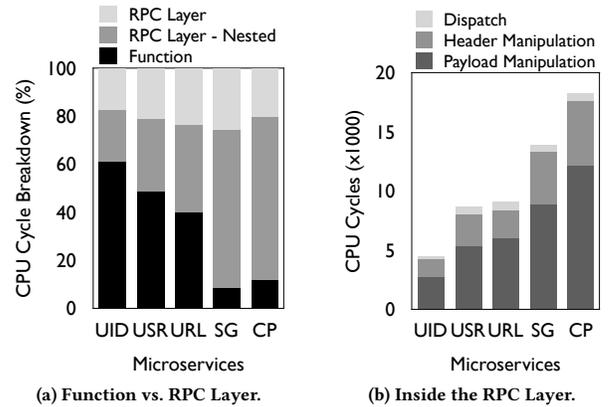 RPC Layer
RPC Layer - Nested
Function
CPU Cycle Breakdown (%)
100
80
60
40
20
0
UID USR URL SG CP
Microservices
(a) Function vs. RPC Layer.
Dispatch
Header Manipulation
Payload Manipulation
CPU Cycles (x1000)
20
15
10
5
0
UID USR URL SG CP
Microservices
(b) Inside the RPC Layer.